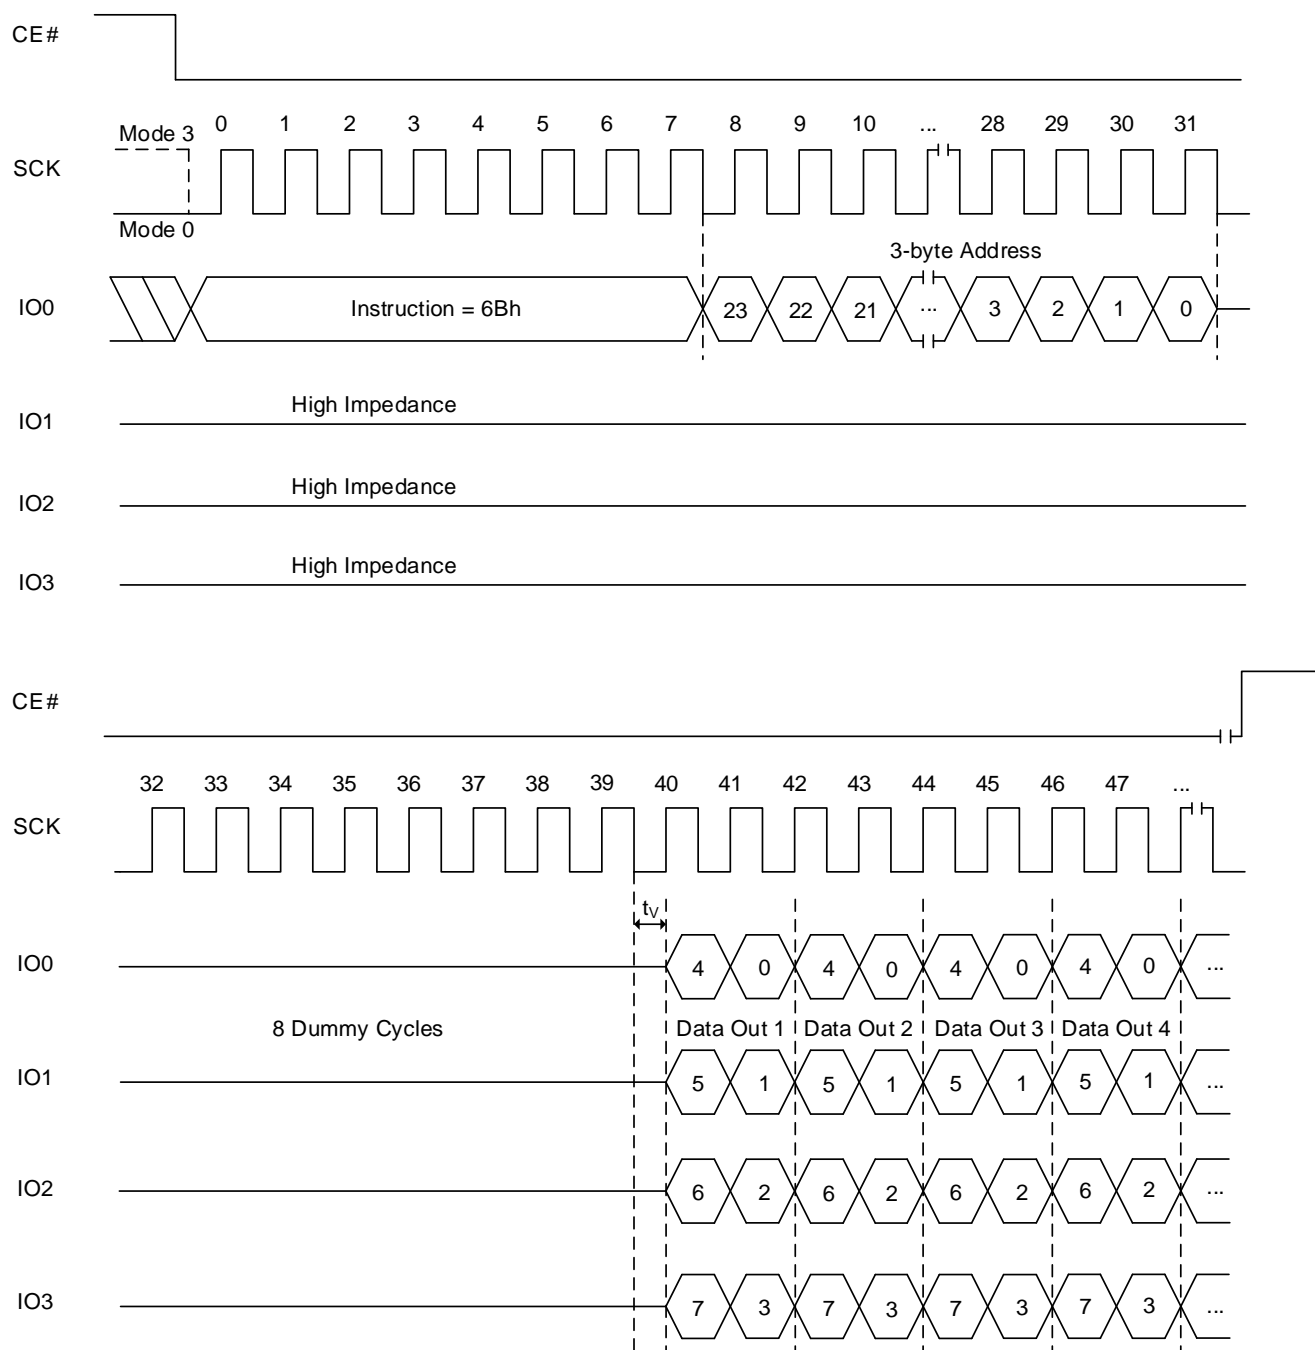 CE#
Mode 3 0 1 2 3 4 5 6 7 8 9 10 ... 28 29 30 31
SCK
Mode 0
3-byte Address
IO0 Instruction = 6Bh 23 22 21 ... 3 2 1 0
High Impedance
IO1
High Impedance
IO2
High Impedance
IO3
CE#
32 33 34 35 36 37 38 39 40 41 42 43 44 45 46 47 ...
SCK
tV
IO0 4 0 4 0 4 0 4 0 ...
8 Dummy Cycles Data Out 1 Data Out 2 Data Out 3 Data Out 4
IO1 5 1 5 1 5 1 5 1 ...
IO2 6 2 6 2 6 2 6 2 ...
IO3 7 3 7 3 7 3 7 3 ...